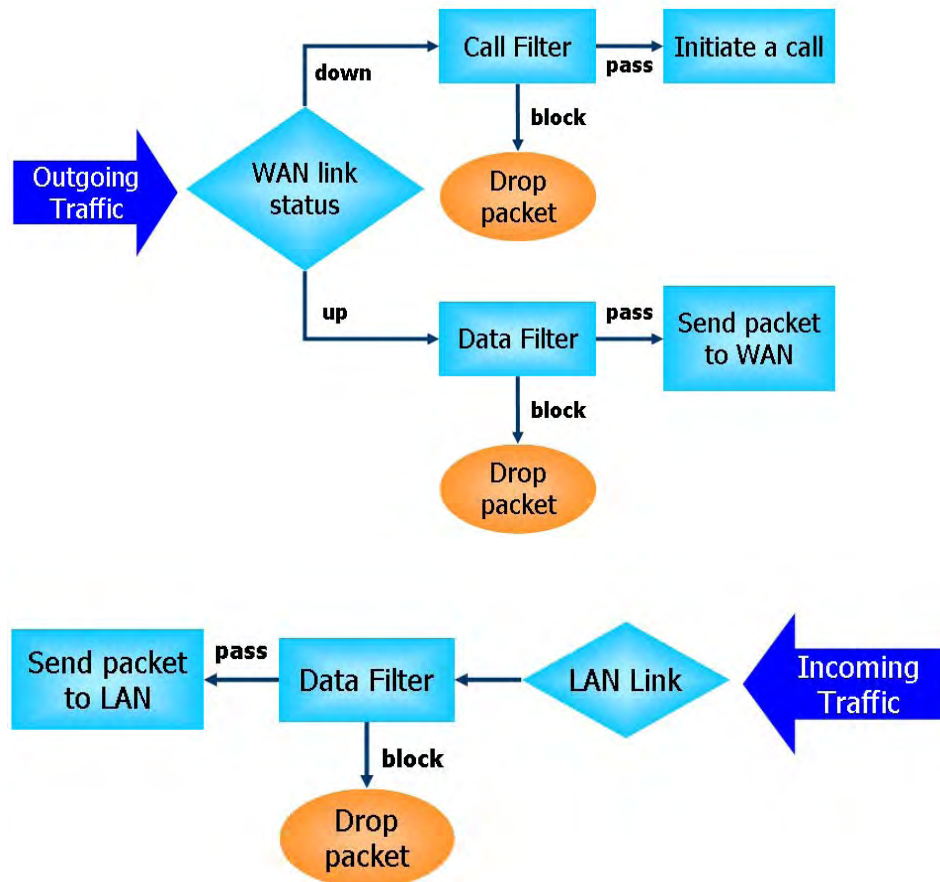 Call Filter
pass
Initiate a call
down
block
Outgoing
Traffic
WAN link
status
Drop
packet
up
Data Filter
pass
Send packet
to WAN
block
Drop
packet
Send packet
to LAN
pass
Data Filter
LAN Link
Incoming
Traffic
block
Drop
packet